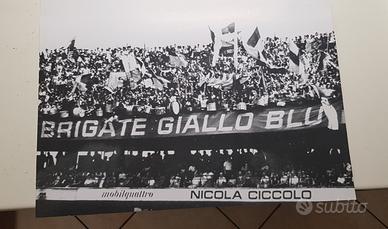 BRIGATE GIALLO BLU
mobilquattro NICOLA CICCOLO
subito